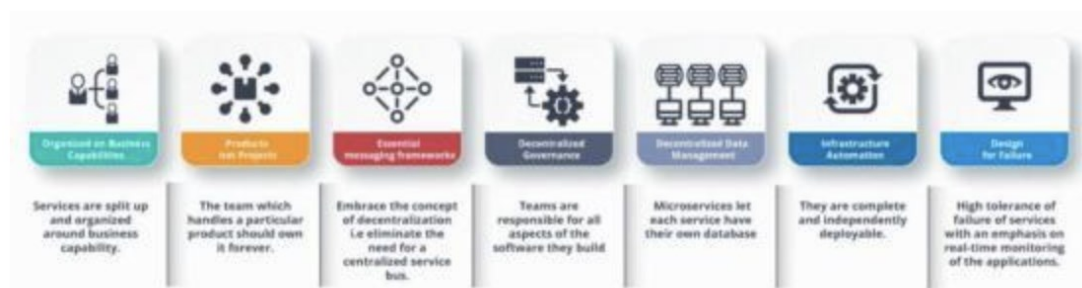 Organized on Business
Capabilities
Products
not Projects
Essential
messaging frameworks
Decentralized
Governance
Decentralized Data
Management
Infrastructure
Automation
Design
for Failure
Services are split up
and organized
around business
capability.
The team which
handles a particular
product should own
it forever.
Embrace the concept
of decentralization
i.e eliminate the
need for a
centralized service
bus.
Teams are
responsible for all
aspects of the
software they build
Microservices let
each service have
their own database
They are complete
and independently
deployable.
High tolerance of
failure of services
with an emphasis on
real-time monitoring
of the applications.